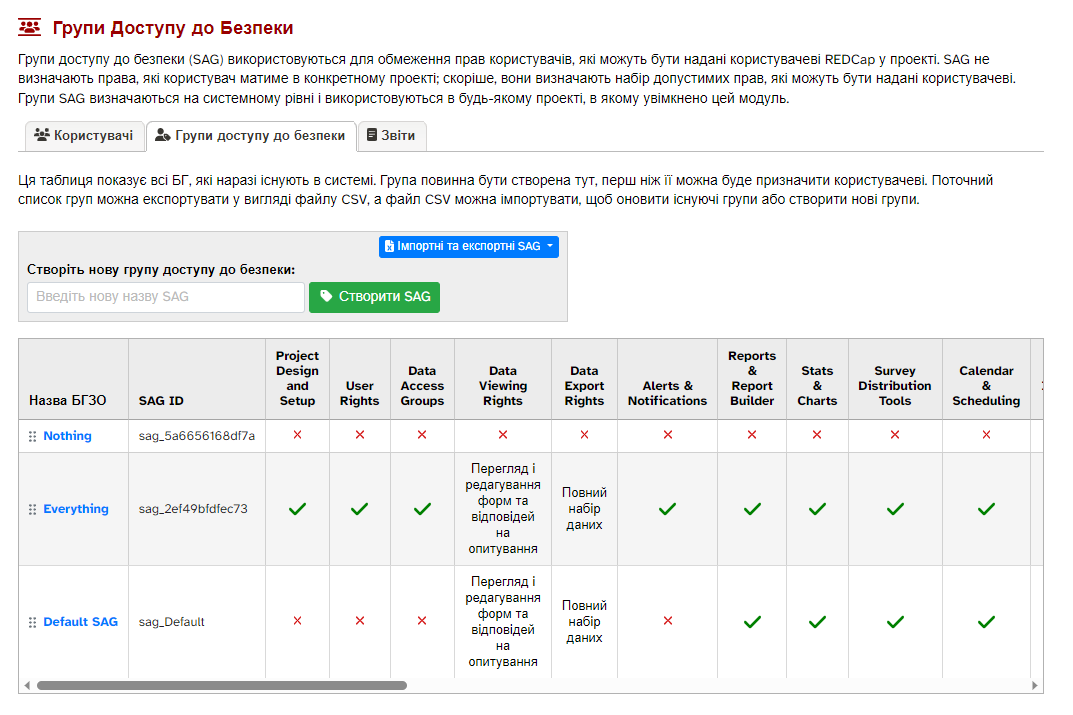 Групи Доступу до Безпеки
Групи доступу до безпеки (SAG) використовуються для обмеження прав користувачів, які можуть бути надані користувачеві REDCap у проекті. SAG не
визначають права, які користувач матиме в конкретному проекті; скоріше, вони визначають набір допустимих прав, які можуть бути надані користувачеві.
Групи SAG визначаються на системному рівні і використовуються в будь-якому проекті, в якому увімкнено цей модуль.
Користувачі Групи доступу до безпеки Звіти
Ця таблиця показує всі БГ, які наразі існують в системі. Група повинна бути створена тут, перш ніж її можна буде призначити користувачеві. Поточний
список груп можна експортувати у вигляді файлу CSV, а файл CSV можна імпортувати, щоб оновити існуючі групи або створити нові групи.
Імпортні та експортні SAG
Створіть нову групу доступу до безпеки:
Введіть нову назву SAG Створити SAG
Назва БГЗО
SAG ID
Project
Design
and
Setup
User
Rights
Data
Access
Groups
Data
Viewing
Rights
Data
Export
Rights
Alerts &
Notifications
Reports
&
Report
Builder
Stats
&
Charts
Survey
Distribution
Tools
Calendar
&
Scheduling
Nothing
sag_5a6656168df7a
Everything
sag_2ef49bfdfec73
Перегляд і
редагування
форм та
відповідей
на
опитування
Повний
набір
даних
Default SAG
sag_Default
Перегляд і
редагування
форм та
відповідей
на
опитування
Повний
набір
даних